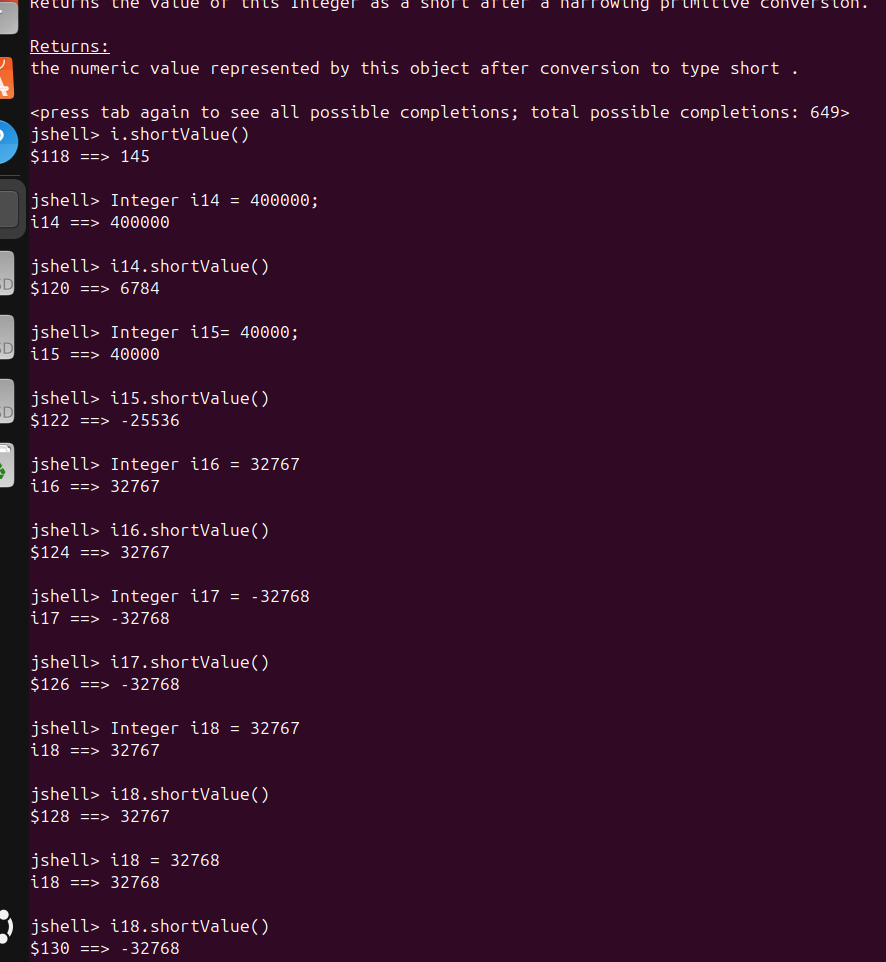 Returns the value of this Integer as a short after a narrowing primitive conversion.
Returns:
the numeric value represented by this object after conversion to type short .
<press tab again to see all possible completions; total possible completions: 649>
jshell> i.shortValue()
$118 ==> 145
jshell> Integer i14 = 400000;
i14 ==> 400000
jshell> i14.shortValue()
$120 ==> 6784
jshell> Integer i15= 40000;
i15 ==> 40000
jshell> i15.shortValue()
$122 ==> -25536
jshell> Integer i16 = 32767
i16 ==> 32767
jshell> i16.shortValue()
$124 ==> 32767
jshell> Integer i17 = -32768
i17 ==> -32768
jshell> i17.shortValue()
$126 ==> -32768
jshell> Integer i18 = 32767
i18 ==> 32767
jshell> i18.shortValue()
$128 ==> 32767
jshell> i18 = 32768
i18 ==> 32768
jshell> i18.shortValue()
$130 ==> -32768